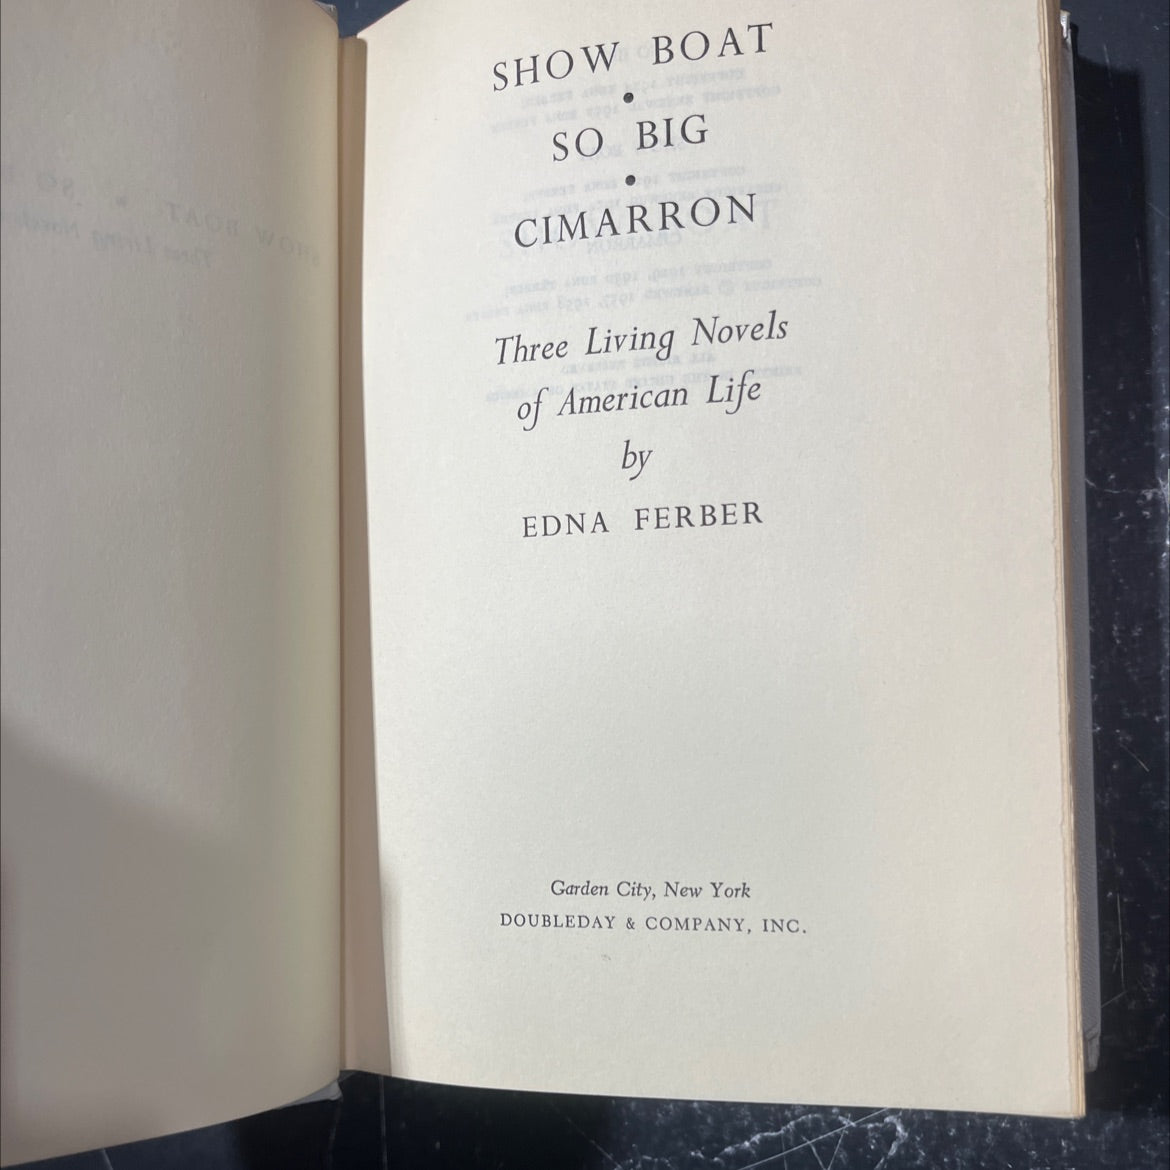 SHOW BOAT
•
SO BIG
•
CIMARRON
Three Living Novels
of American Life
by
EDNA FERBER
Garden City, New York
DOUBLEDAY & COMPANY, INC.